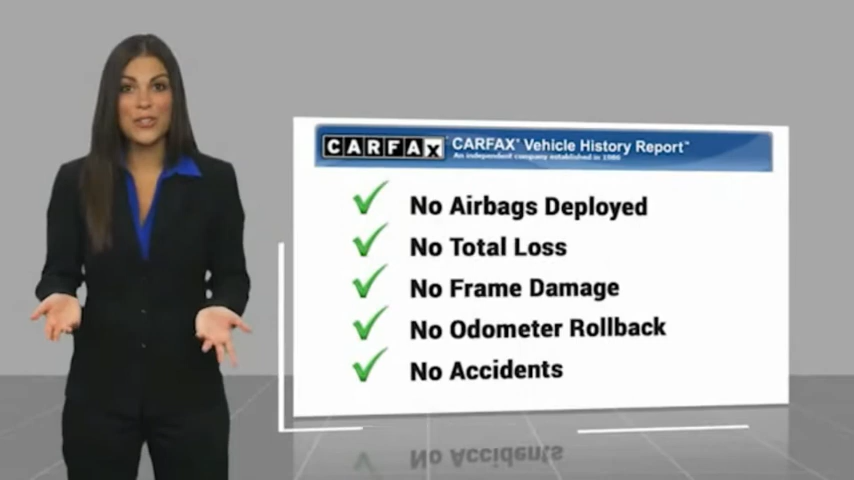 CARFAX CARFAX® Vehicle History Report™
An independent company established in 1986
No Airbags Deployed
No Total Loss
No Frame Damage
No Odometer Rollback
No Accidents
No Accidents